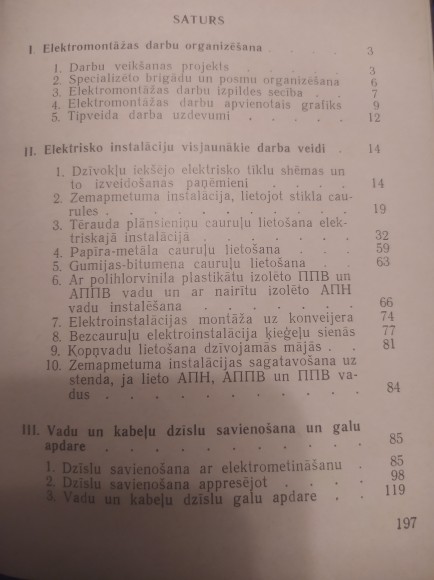 SATURS
I Elektromontāžas darbu organizēšana . . . . 3
1. Darbu veikšanas projekts . . . . 3
2. Specializēto brigādu un posmu organizēšana 6
3. Elektromontāžas darbu izpildes secība . . 7
4. Elektromontāžas darbu apvienotais grafiks 9
5. Tipveida darba uzdevumi . . . . 12
II. Elektrisko instalāciju visjaunākie darba veidi . 14
1. Dzīvokļu iekšējo elektrisko tīklu shēmas un
to izveidošanas paņēmieni . . . . 14
2. Zemapmetuma instalācija, lietojot stikla cau-
rules . . . . . . . . . 19
3. Tērauda plānsieniņu cauruļu lietošana elek-
triskajā instalācijā . . . . . . 32
4. Papīra-metāla cauruļu lietošana . . . 59
5. Gumijas-bitumena cauruļu lietošana . . 63
6. Ar polihlorvinila plastikātu izolēto ППВ un
АППВ vadu un ar nairītu izolēto АПН
vadu instalēšana . . . . . . 66
7. Elektroinstalācijas montāža uz konveijera 74
8. Bezcauruļu elektroinstalācija ķieģeļu sienās 77
9. Kopņvadu lietošana dzīvojamās mājās . 81
10. Zemapmetuma instalācijas sagatavošana uz
stenda, ja lieto АПН, АППВ un ППВ va-
dus . . . . . . . . . 84
III. Vadu un kabeļu dzīslu savienošana un galu
apdare . . . . . . . . . . 85
1. Dzīslu savienošana ar elektrometināšanu . 85
2. Dzīslu savienošana appresējot . . . 98
3. Vadu un kabeļu dzīslu galu apdare . . 119
197